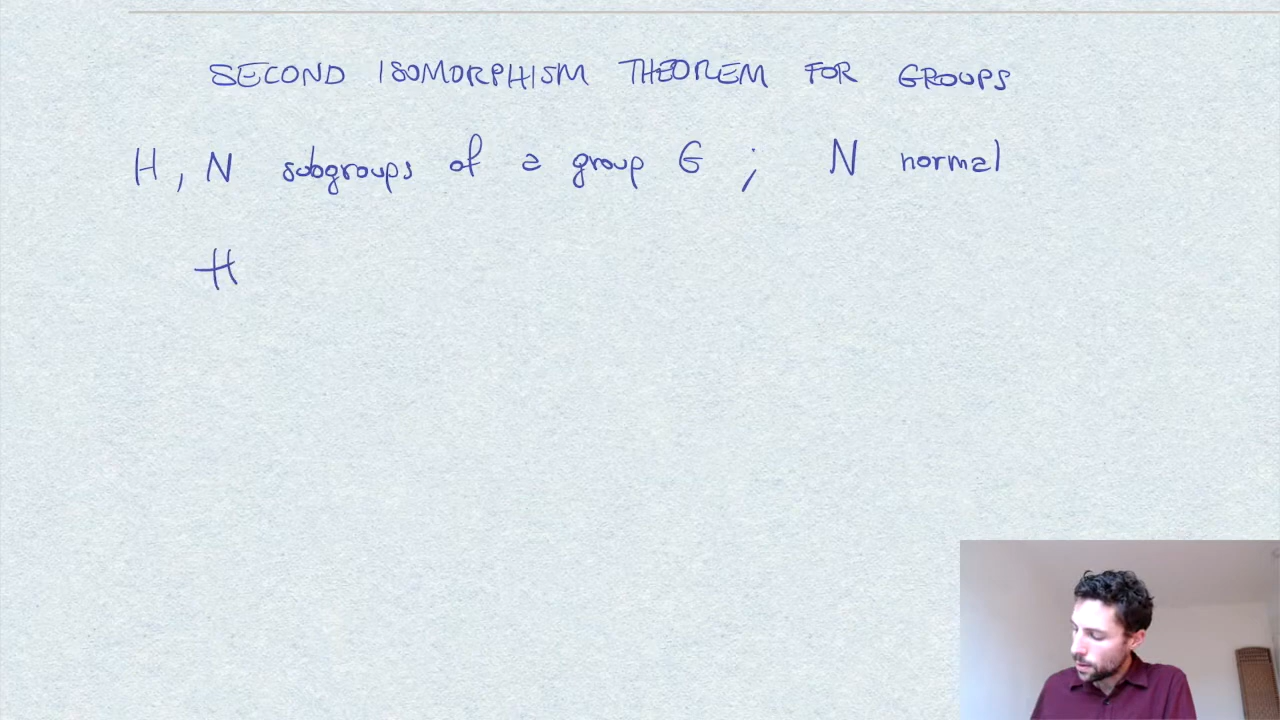 SECOND ISOMORPHISM THEOREM FOR GROUPS
H, N subgroups of a group G ; N normal
H